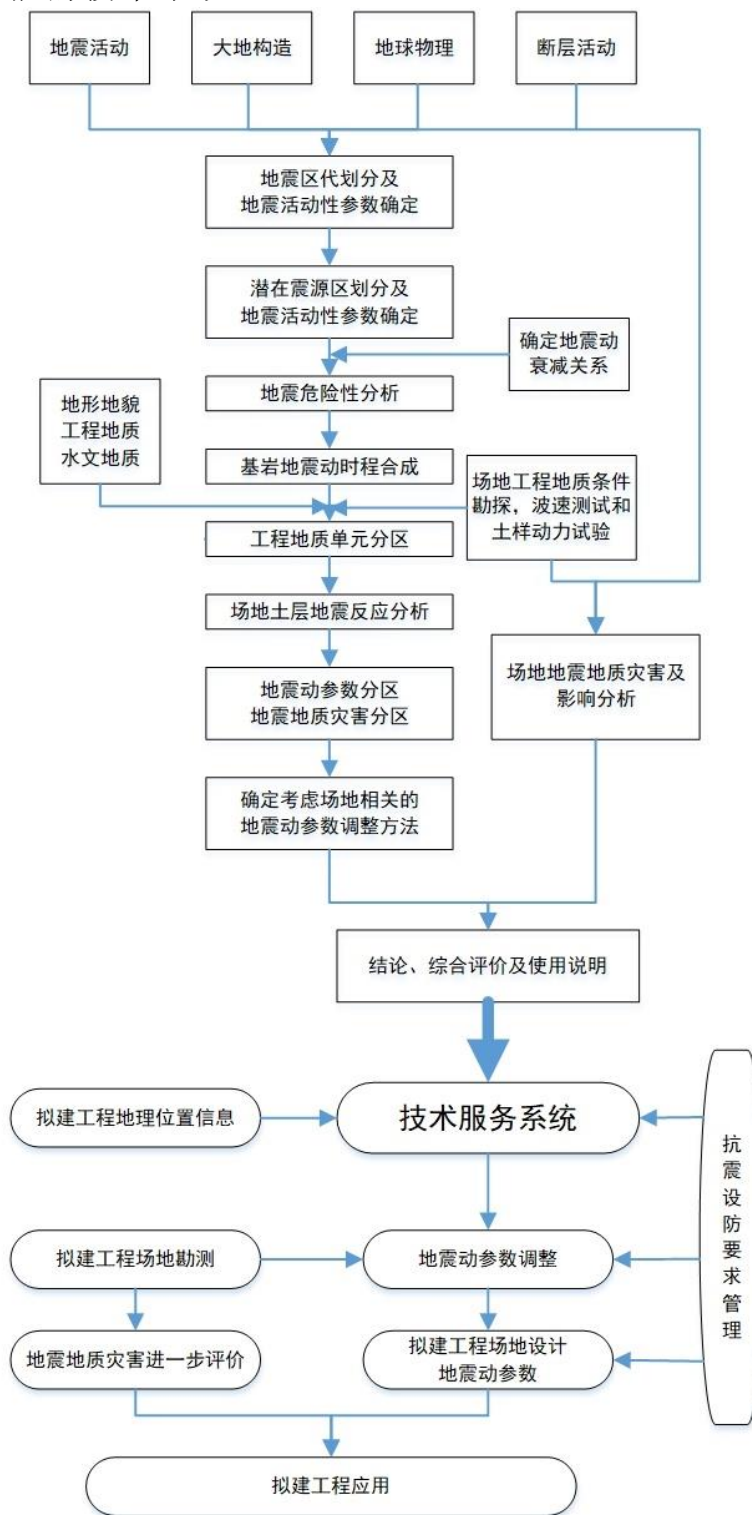 地震活动
大地构造
地球物理
断层活动
地震区代划分及
地震活动性参数确定
潜在震源区划分及
地震活动性参数确定
确定地震动
衰减关系
地震危险性分析
地形地貌
工程地质
水文地质
基岩地震动时程合成
场地工程地质条件
勘探，波速测试和
土样动力试验
工程地质单元分区
场地土层地震反应分析
场地地震地质灾害及
影响分析
地震动参数分区
地震地质灾害分区
确定考虑场地相关的
地震动参数调整方法
结论、综合评价及使用说明
拟建工程地理位置信息
技术服务系统
抗震设防要求管理
拟建工程场地勘测
地震动参数调整
地震地质灾害进一步评价
拟建工程场地设计
地震动参数
拟建工程应用